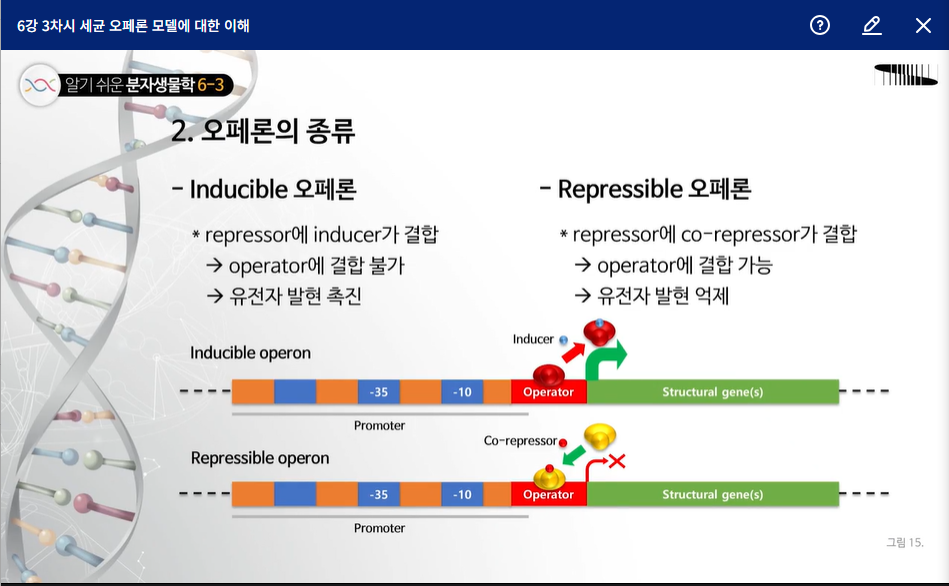 6강 3차시 세균 오페론 모델에 대한 이해
알기 쉬운 분자생물학 6-3
2. 오페론의 종류
- Inducible 오페론
* repressor에 inducer가 결합
→ operator에 결합 불가
→ 유전자 발현 촉진
- Repressible 오페론
* repressor에 co-repressor가 결합
→ operator에 결합 가능
→ 유전자 발현 억제
Inducible operon
Inducer
-35
-10
Operator
Structural gene(s)
Promoter
Repressible operon
Co-repressor
-35
-10
Operator
Structural gene(s)
Promoter
그림 15.